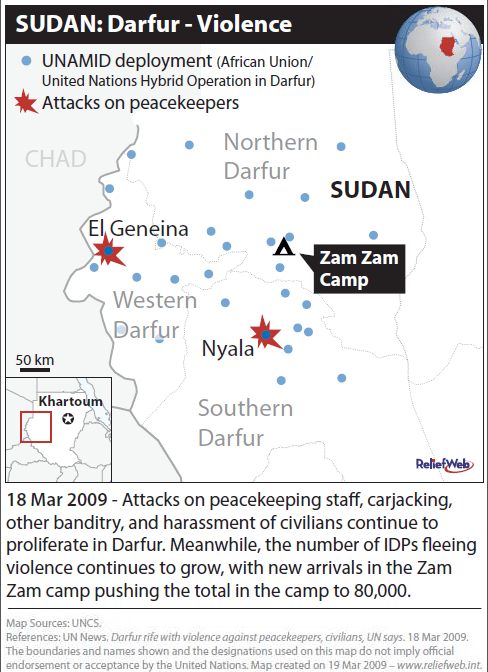 SUDAN: Darfur - Violence
UNAMID deployment (African Union/
United Nations Hybrid Operation in Darfur)
Attacks on peacekeepers
CHAD
Northern
Darfur
SUDAN
El Geneina
Zam Zam
Camp
Western
Darfur
Nyala
50 km
Khartoum
Southern
Darfur
ReliefWeb
18 Mar 2009 - Attacks on peacekeeping staff, carjacking,
other banditry, and harassment of civilians continue to
proliferate in Darfur. Meanwhile, the number of IDPs fleeing
violence continues to grow, with new arrivals in the Zam
Zam camp pushing the total in the camp to 80,000.
Map Sources: UNCS.
References: UN News. Darfur rife with violence against peacekeepers, civilians, UN says. 18 Mar 2009.
The boundaries and names shown and the designations used on this map do not imply official
endorsement or acceptance by the United Nations. Map created on 19 Mar 2009 – www.reliefweb.int.